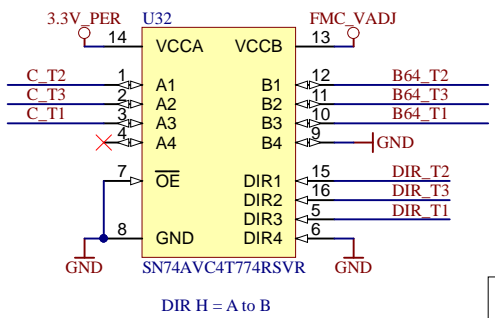 3.3V_PER U32 FMC_VADJ
14 VCCA VCCB 13
C_T2 1 A1 B1 12 B64_T2
C_T3 2 A2 B2 11 B64_T3
C_T1 3 A3 B3 10 B64_T1
4 A4 B4 9 GND
7 OE DIR1 15 DIR_T2
DIR2 16 DIR_T3
DIR3 5 DIR_T1
8 GND DIR4 6
GND SN74AVC4T774RSVR GND
DIR H = A to B